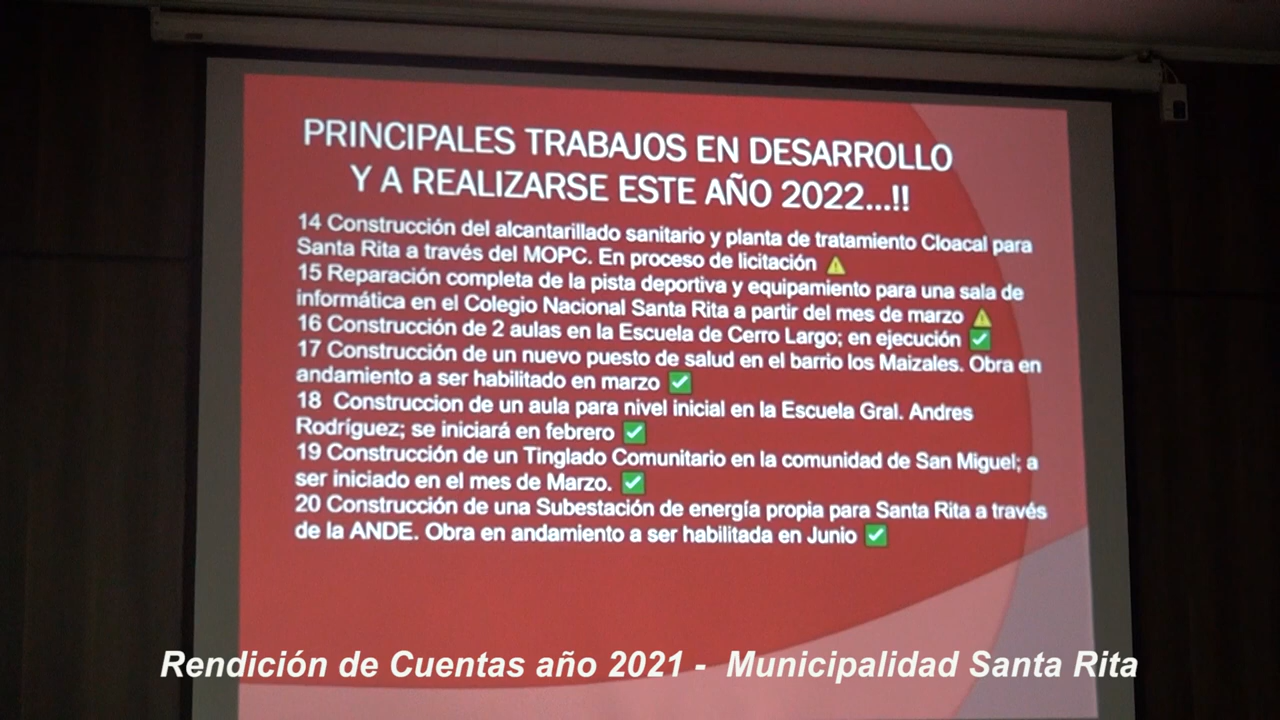 PRINCIPALES TRABAJOS EN DESARROLLO
Y A REALIZARSE ESTE AÑO 2022...!!
14 Construcción del alcantarillado sanitario y planta de tratamiento Cloacal para
Santa Rita a través del MOPC. En proceso de licitación ⚠️
15 Reparación completa de la pista deportiva y equipamiento para una sala de
informática en el Colegio Nacional Santa Rita a partir del mes de marzo ⚠️
16 Construcción de 2 aulas en la Escuela de Cerro Largo; en ejecución ✅
17 Construcción de un nuevo puesto de salud en el barrio los Maizales. Obra en
andamiento a ser habilitado en marzo ✅
18 Construccion de un aula para nivel inicial en la Escuela Gral. Andres
Rodríguez; se iniciará en febrero ✅
19 Construcción de un Tinglado Comunitario en la comunidad de San Miguel; a
ser iniciado en el mes de Marzo. ✅
20 Construcción de una Subestación de energía propia para Santa Rita a través
de la ANDE. Obra en andamiento a ser habilitada en Junio ✅
Rendición de Cuentas año 2021 - Municipalidad Santa Rita